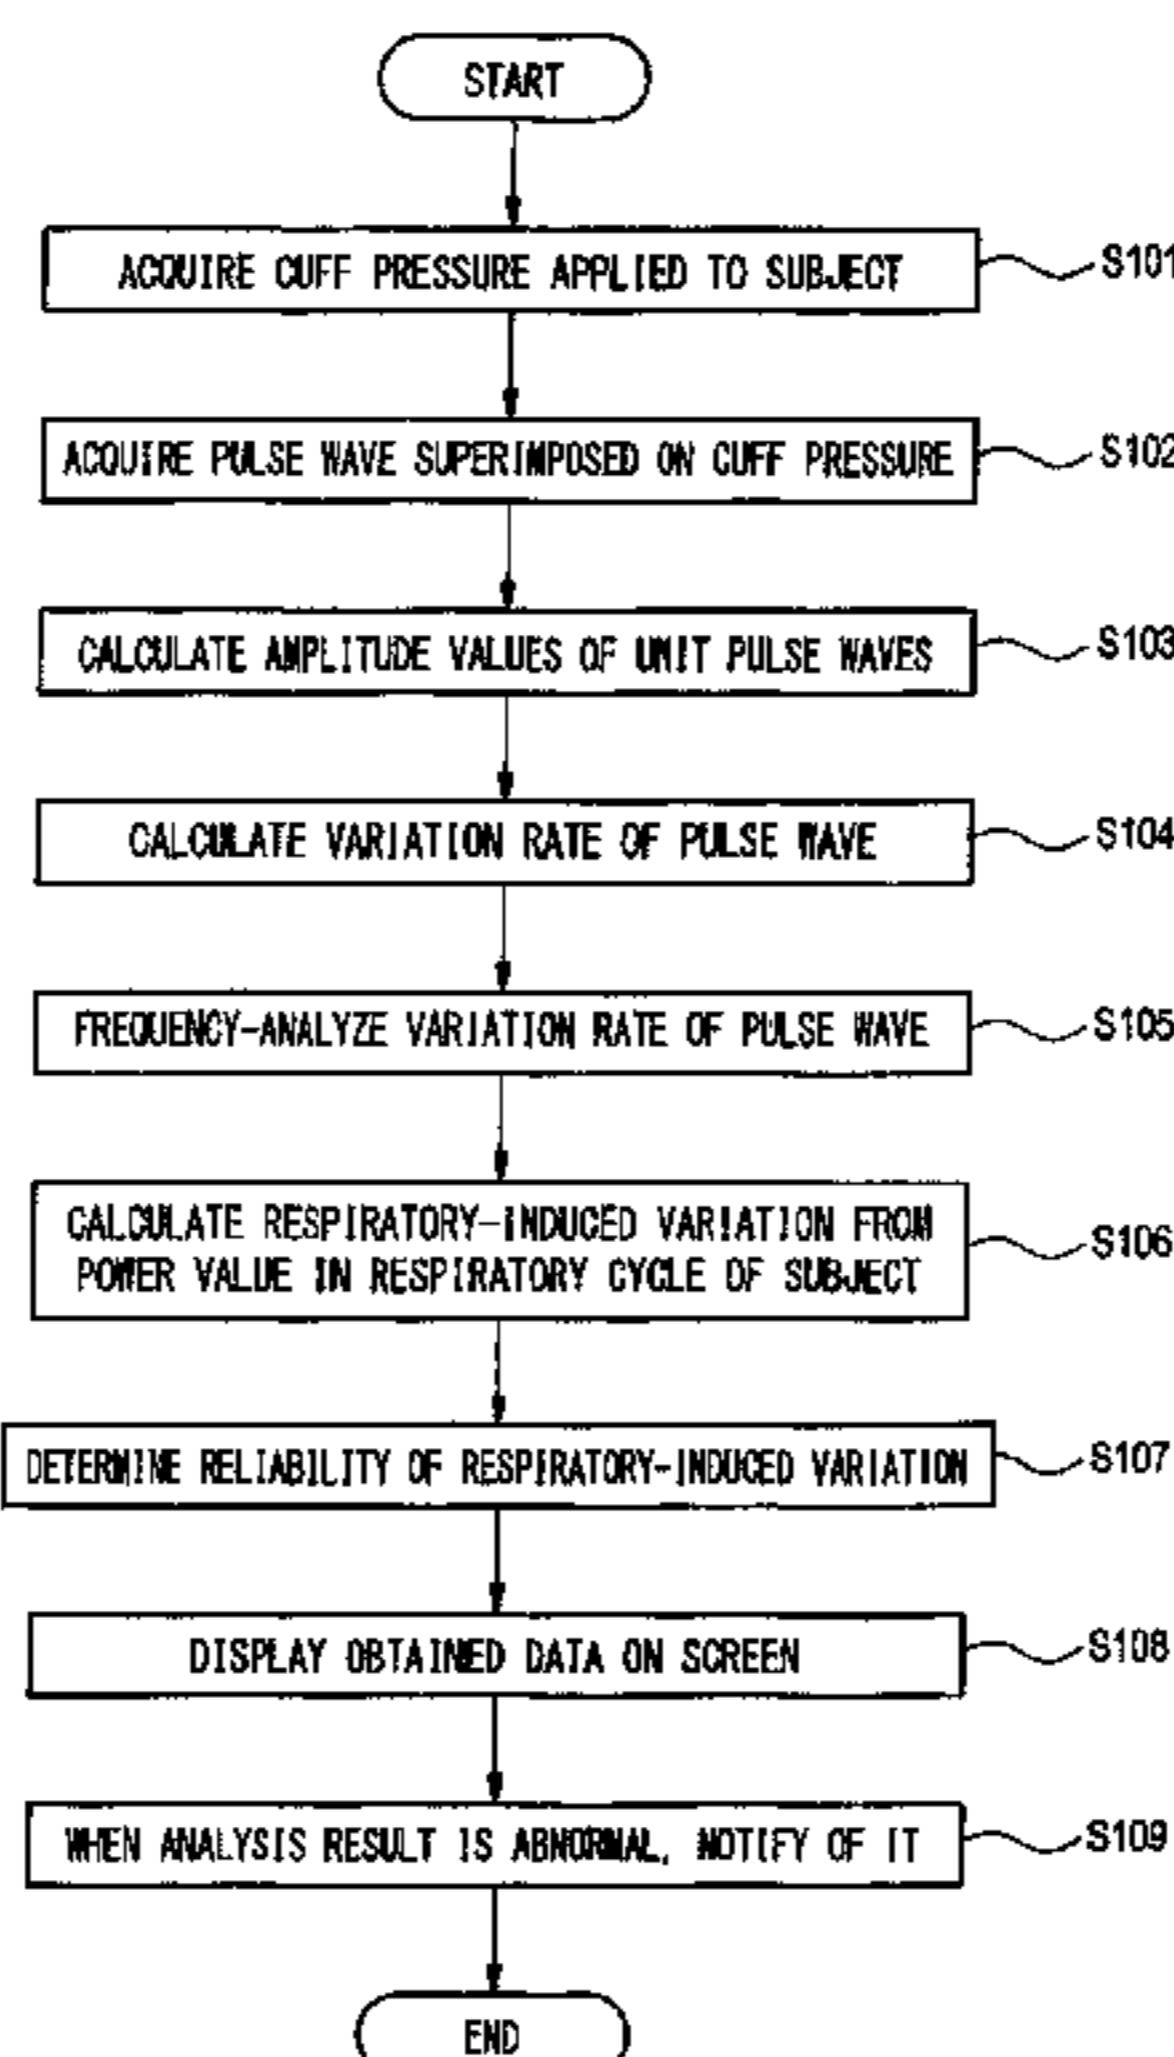 START
ACQUIRE CUFF PRESSURE APPLIED TO SUBJECT
S101
ACQUIRE PULSE WAVE SUPERIMPOSED ON CUFF PRESSURE
S102
CALCULATE AMPLITUDE VALUES OF UNIT PULSE WAVES
S103
CALCULATE VARIATION RATE OF PULSE WAVE
S104
FREQUENCY-ANALYZE VARIATION RATE OF PULSE WAVE
S105
CALCULATE RESPIRATORY-INDUCED VARIATION FROM
POWER VALUE IN RESPIRATORY CYCLE OF SUBJECT
S106
DETERMINE RELIABILITY OF RESPIRATORY-INDUCED VARIATION
S107
DISPLAY OBTAINED DATA ON SCREEN
S108
WHEN ANALYSIS RESULT IS ABNORMAL, NOTIFY OF IT
S109
END